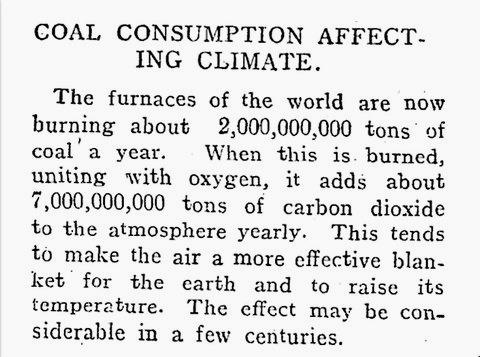 COAL CONSUMPTION AFFECT-
ING CLIMATE.
The furnaces of the world are now
burning about 2,000,000,000 tons of
coal a year. When this is burned,
uniting with oxygen, it adds about
7,000,000,000 tons of carbon dioxide
to the atmosphere yearly. This tends
to make the air a more effective blan-
ket for the earth and to raise its
temperature. The effect may be con-
siderable in a few centuries.